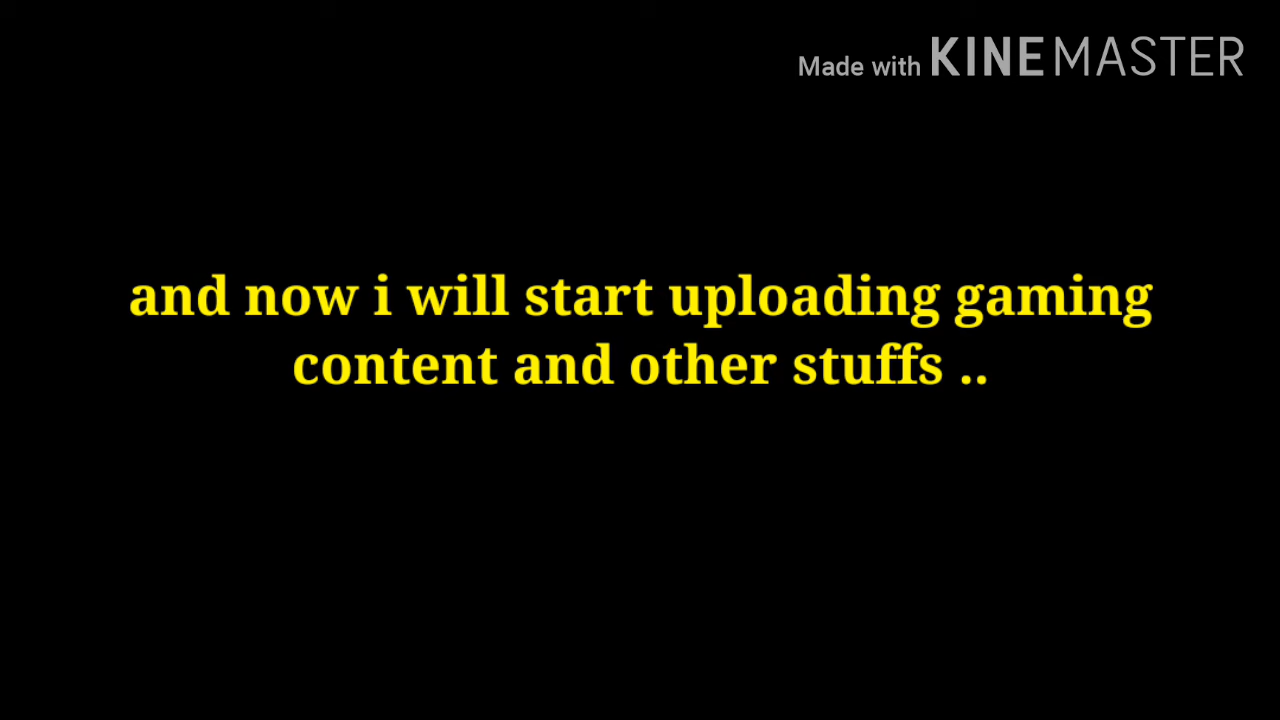 Made with KINEMASTER
and now i will start uploading gaming
content and other stuffs ..